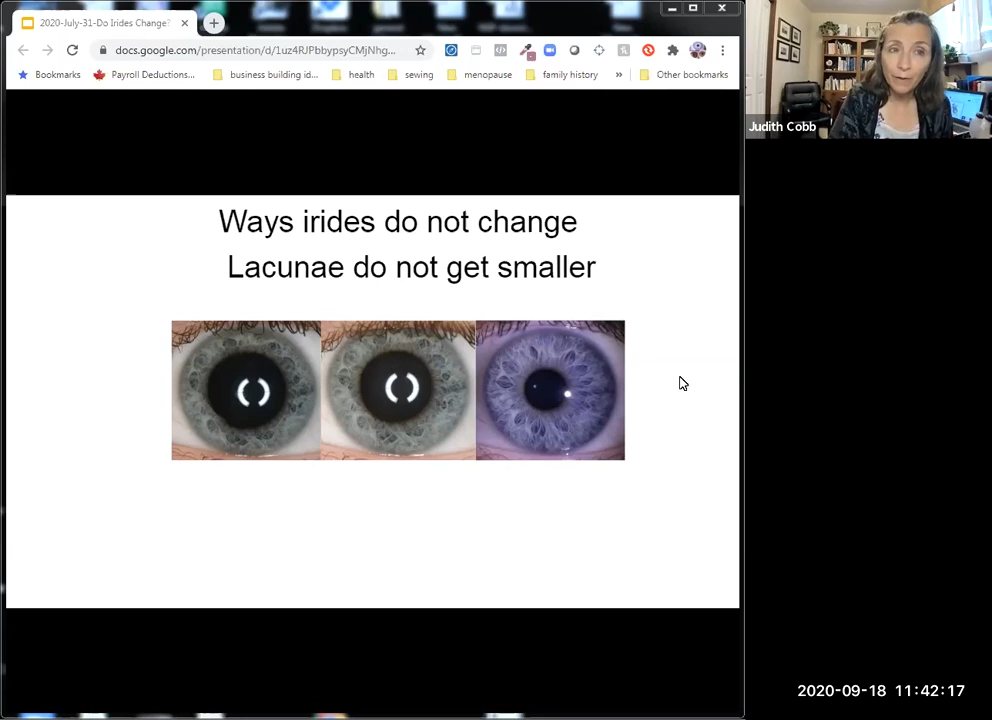 2020-July-31-Do Irides Change?
docs.google.com/presentation/d/1uz4RJPbbypsyCMjNhg...
Bookmarks Payroll Deductions... business building id... health sewing menopause family history » Other bookmarks
Judith Cobb
Ways irides do not change
Lacunae do not get smaller
2020-09-18 11:42:17